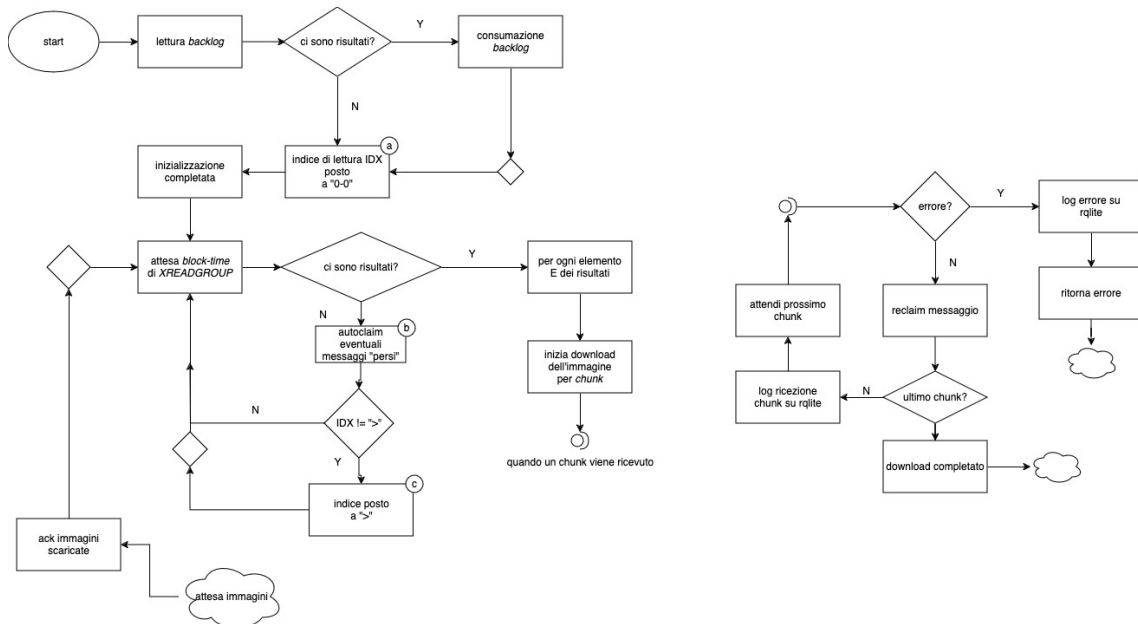 start
lettura backlog
ci sono risultati?
Y
consumazione
backlog
N
a
indice di lettura IDX
posto
a "0-0"
inizializzazione
completata
attesa block-time
di XREADGROUP
ci sono risultati?
Y
per ogni elemento
E dei risultati
N
b
autoclaim
eventuali
messaggi "persi"
inizia download
dell'immagine
per chunk
N
IDX != ">"
Y
quando un chunk viene ricevuto
c
indice posto
a ">"
ack immagini
scaricate
attesa immagini
errore?
Y
log errore su
rqlite
N
attendi prossimo
chunk
reclaim messaggio
ritorna errore
log ricezione
chunk su rqlite
N
ultimo chunk?
download completato